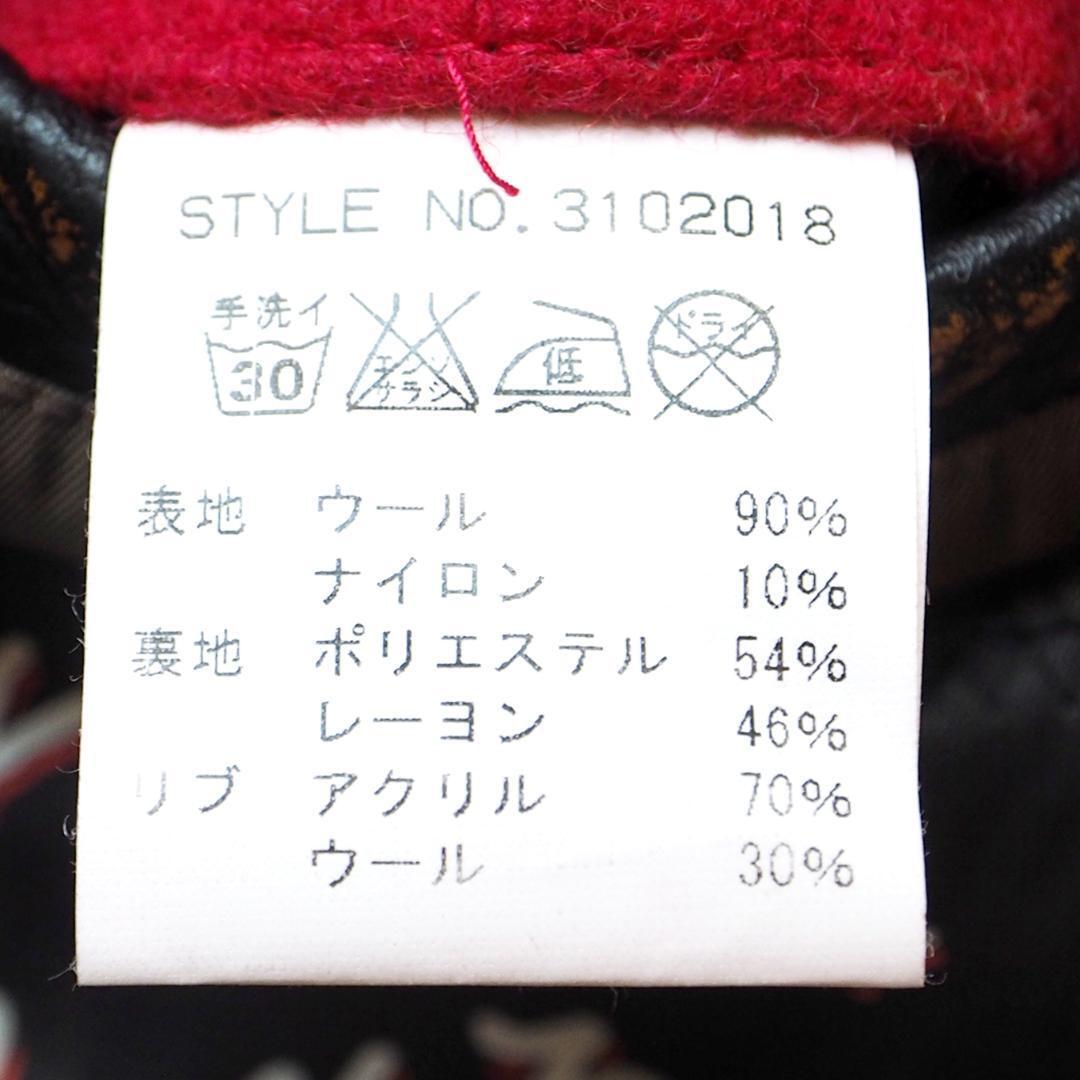 STYLE NO. 3102018
手洗イ 30 エンソサラシ 低 ドライ
表地 ウール 90%
ナイロン 10%
裏地 ポリエステル 54%
レーヨン 46%
リブ アクリル 70%
ウール 30%